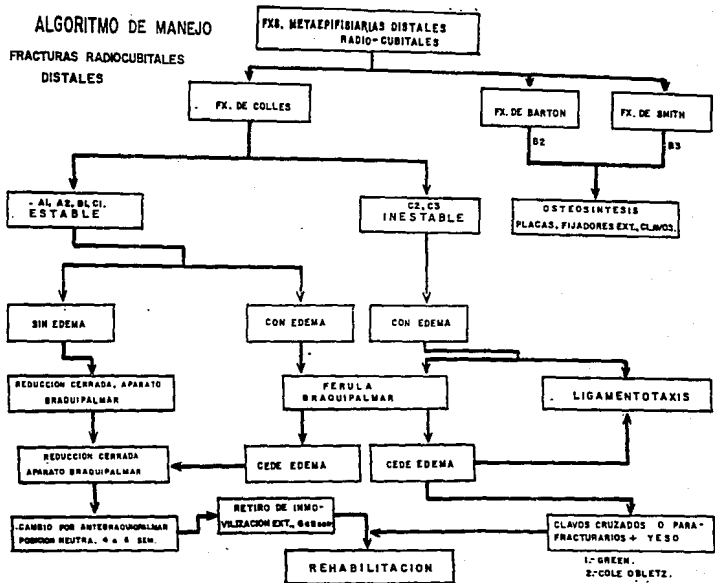 ALGORITMO DE MANEJO
FRACTURAS RADIOCUBITALES
DISTALES
FXS. METAEPIFISIARIAS DISTALES
RADIO-CUBITALES
FX. DE COLLES
FX. DE BARTON
FX. DE SMITH
B2
B3
A1, A2, B1, C1.
ESTABLE
C2, C3
INESTABLE
OSTEOSINTESIS
PLACAS, FIJADORES EXT., CLAVOS.
SIN EDEMA
CON EDEMA
CON EDEMA
REDUCCION CERRADA, APARATO
BRAQUIPALMAR
FERULA
BRAQUIPALMAR
LIGAMENTOTAXIS
REDUCCION CERRADA
APARATO BRAQUIPALMAR
CEDE EDEMA
CEDE EDEMA
CAMBIO POR ANTEBRAQUIOPALMAR
POSICION NEUTRA, 4 a 6 SEM.
RETIRO DE INMO-
VILIZACION EXT.,
CLAVOS CRUZADOS O PARA-
FRACTURARIOS + YESO
REHABILITACION
1.- GREEN.
2.- COLE OBLETZ.